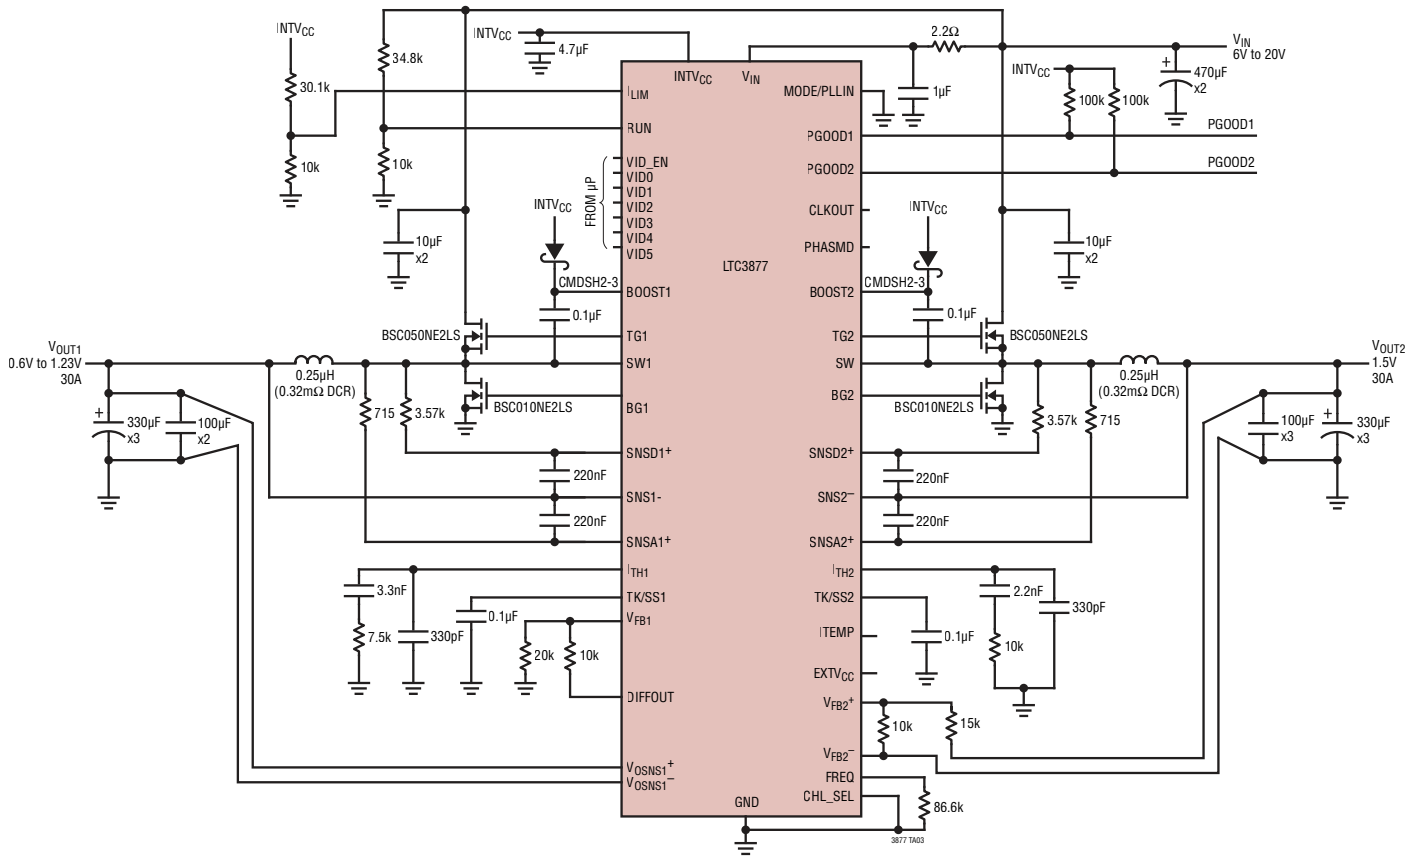 INTVCC
30.1k
10k
34.8k
10k
INTVCC
4.7µF
2.2Ω
1µF
VIN
6V to 20V
470µF
x2
INTVCC
100k
100k
PGOOD1
PGOOD2
INTVCC
VIN
ILIM
RUN
VID_EN
VID0
VID1
VID2
VID3
VID4
VID5
FROM µP
MODE/PLLIN
PGOOD1
PGOOD2
CLKOUT
PHASMD
LTC3877
10µF
x2
INTVCC
CMDSH2-3
0.1µF
BOOST1
TG1
SW1
BG1
BSC050NE2LS
BSC010NE2LS
INTVCC
CMDSH2-3
0.1µF
BOOST2
TG2
SW
BG2
BSC050NE2LS
BSC010NE2LS
10µF
x2
VOUT1
0.6V to 1.23V
30A
0.25µH
(0.32mΩ DCR)
330µF
x3
100µF
x2
715
3.57k
VOUT2
1.5V
30A
0.25µH
(0.32mΩ DCR)
3.57k
715
100µF
x3
330µF
x3
SNSD1+
220nF
SNS1-
220nF
SNSA1+
SNSD2+
220nF
SNS2–
220nF
SNSA2+
ITH1
3.3nF
7.5k
330pF
TK/SS1
0.1µF
VFB1
20k
10k
DIFFOUT
VOSNS1+
VOSNS1–
ITH2
2.2nF
10k
330pF
TK/SS2
0.1µF
ITEMP
EXTVCC
VFB2+
10k
15k
VFB2–
FREQ
CHL_SEL
86.6k
GND
3877 TA03